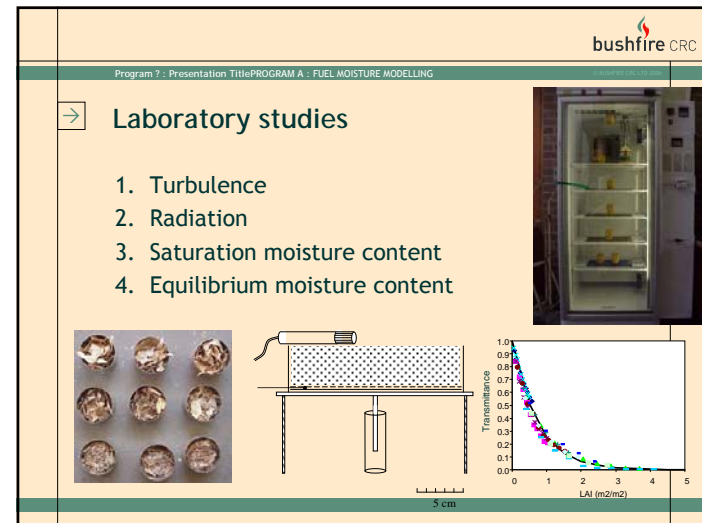 bushfire CRC
Program ? : Presentation TitlePROGRAM A : FUEL MOISTURE MODELLING
Laboratory studies
1. Turbulence
2. Radiation
3. Saturation moisture content
4. Equilibrium moisture content
5 cm
Transmittance
1.0
0.9
0.8
0.7
0.6
0.5
0.4
0.3
0.2
0.1
0.0
0 1 2 3 4 5
LAI (m2/m2)